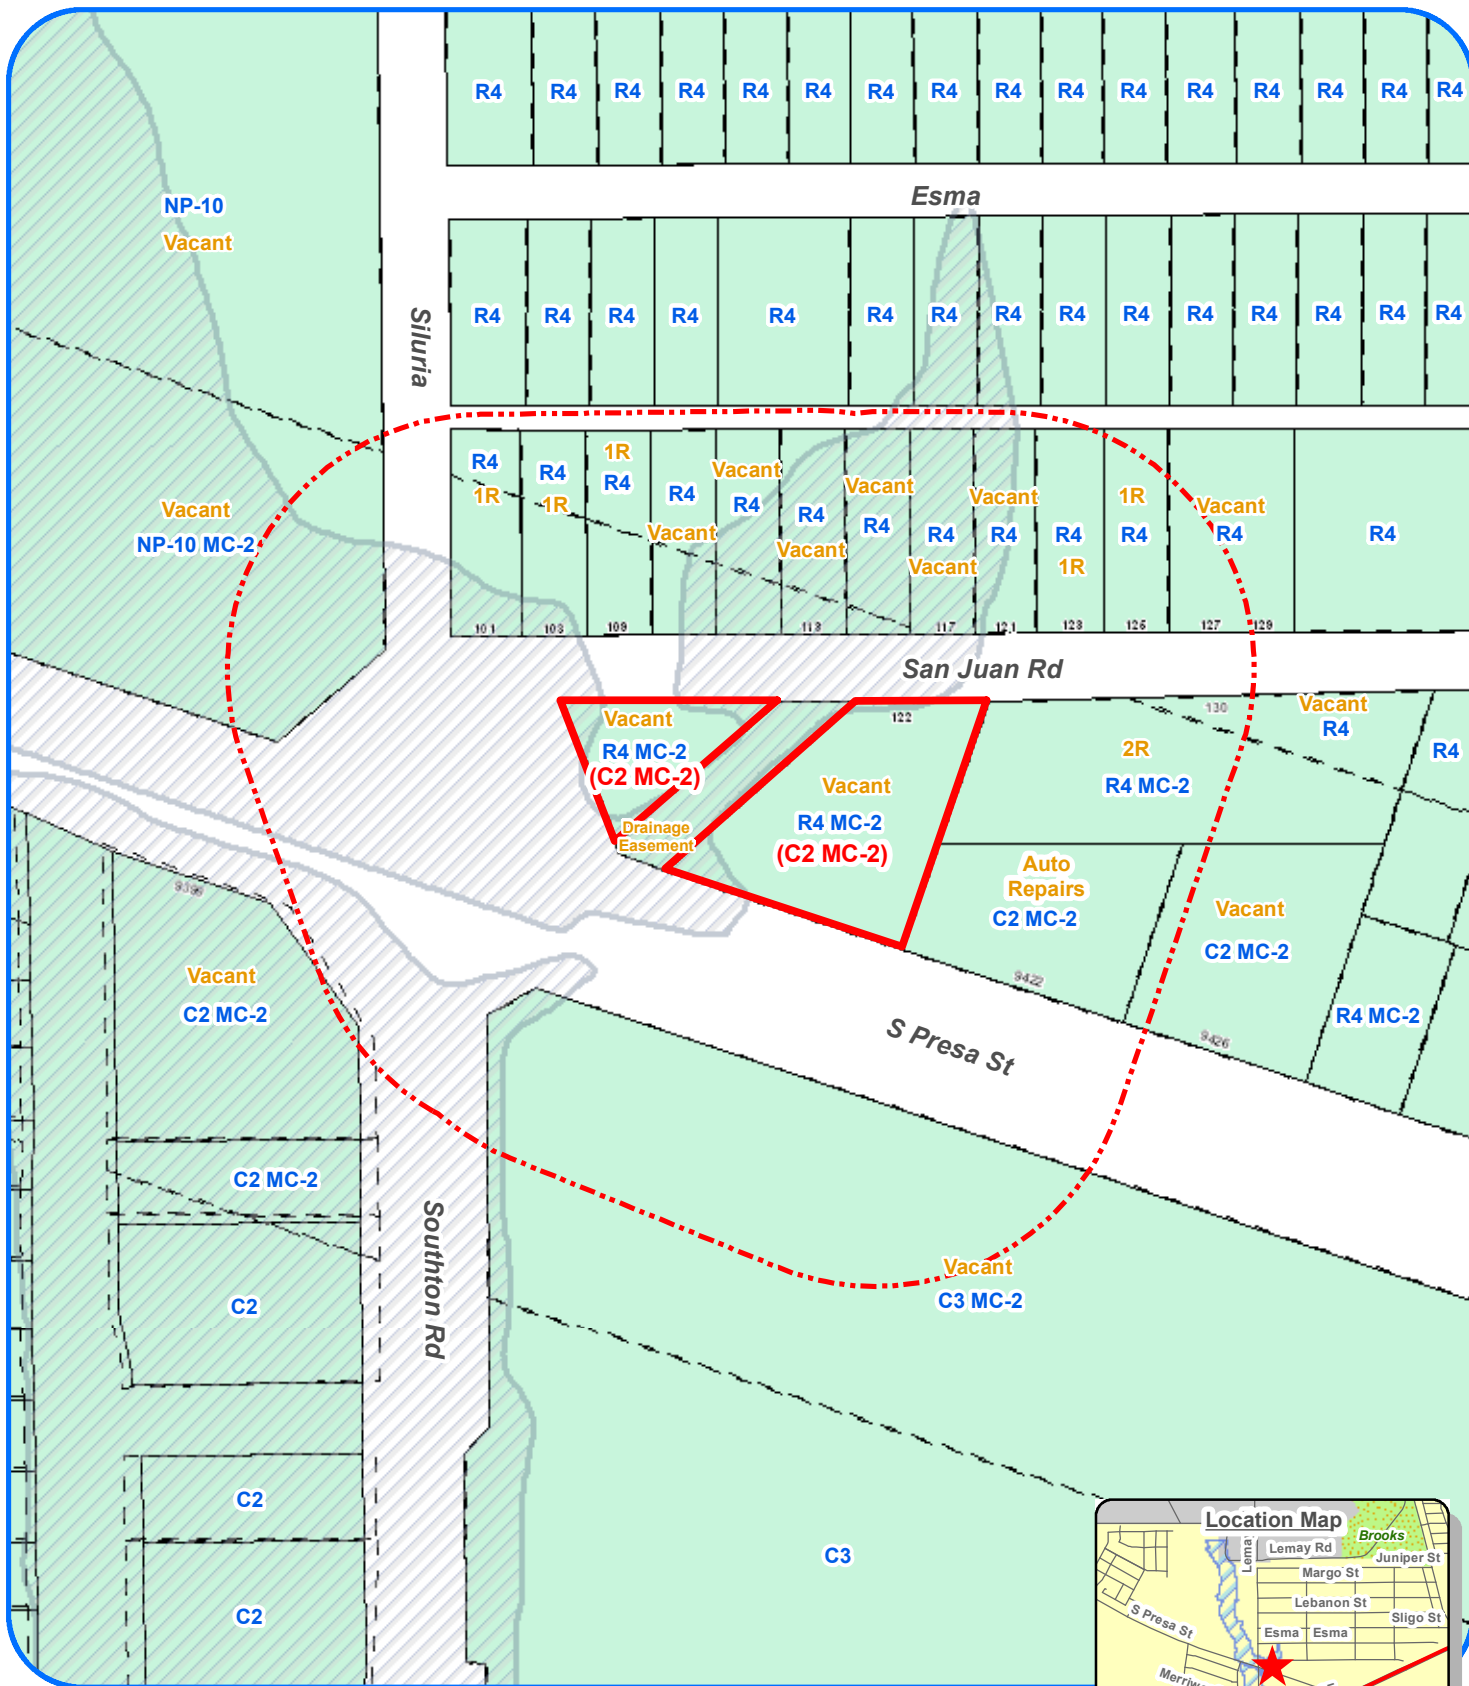 R4 R4 R4 R4 R4 R4 R4 R4 R4 R4 R4 R4 R4 R4 R4 R4
Esma
NP-10
Vacant
Siluria
R4 R4 R4 R4 R4 R4 R4 R4 R4 R4 R4 R4 R4 R4 R4
R4
1R
R4
1R
1R
R4
R4
Vacant
Vacant
R4
R4
Vacant
Vacant
R4
R4
Vacant
Vacant
R4
R4
1R
1R
R4
Vacant
R4
R4
Vacant
NP-10 MC-2
101 103 109 113 117 121 123 125 127 129
San Juan Rd
Vacant
R4 MC-2
(C2 MC-2)
Drainage
Easement
122
Vacant
R4 MC-2
(C2 MC-2)
130
2R
R4 MC-2
Vacant
R4
R4
Auto
Repairs
C2 MC-2
9422
Vacant
C2 MC-2
9426
R4 MC-2
9399
Vacant
C2 MC-2
S Presa St
C2 MC-2
Southton Rd
C2
Vacant
C3 MC-2
C2
C3
C2
Location Map
Brooks
Lemay
Lemay Rd
Juniper St
Margo St
Lebanon St
S Presa St
Sligo St
Esma Esma